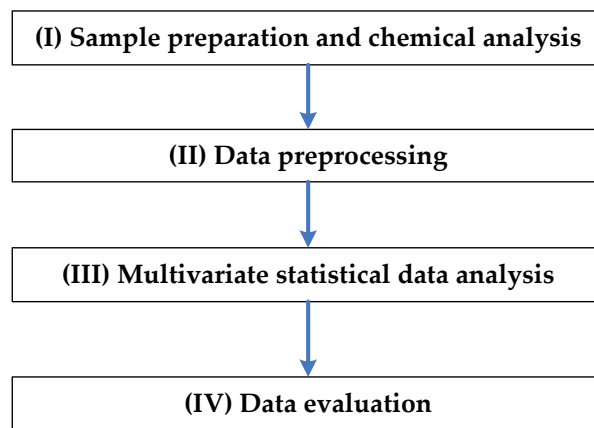 (I) Sample preparation and chemical analysis
(II) Data preprocessing
(III) Multivariate statistical data analysis
(IV) Data evaluation